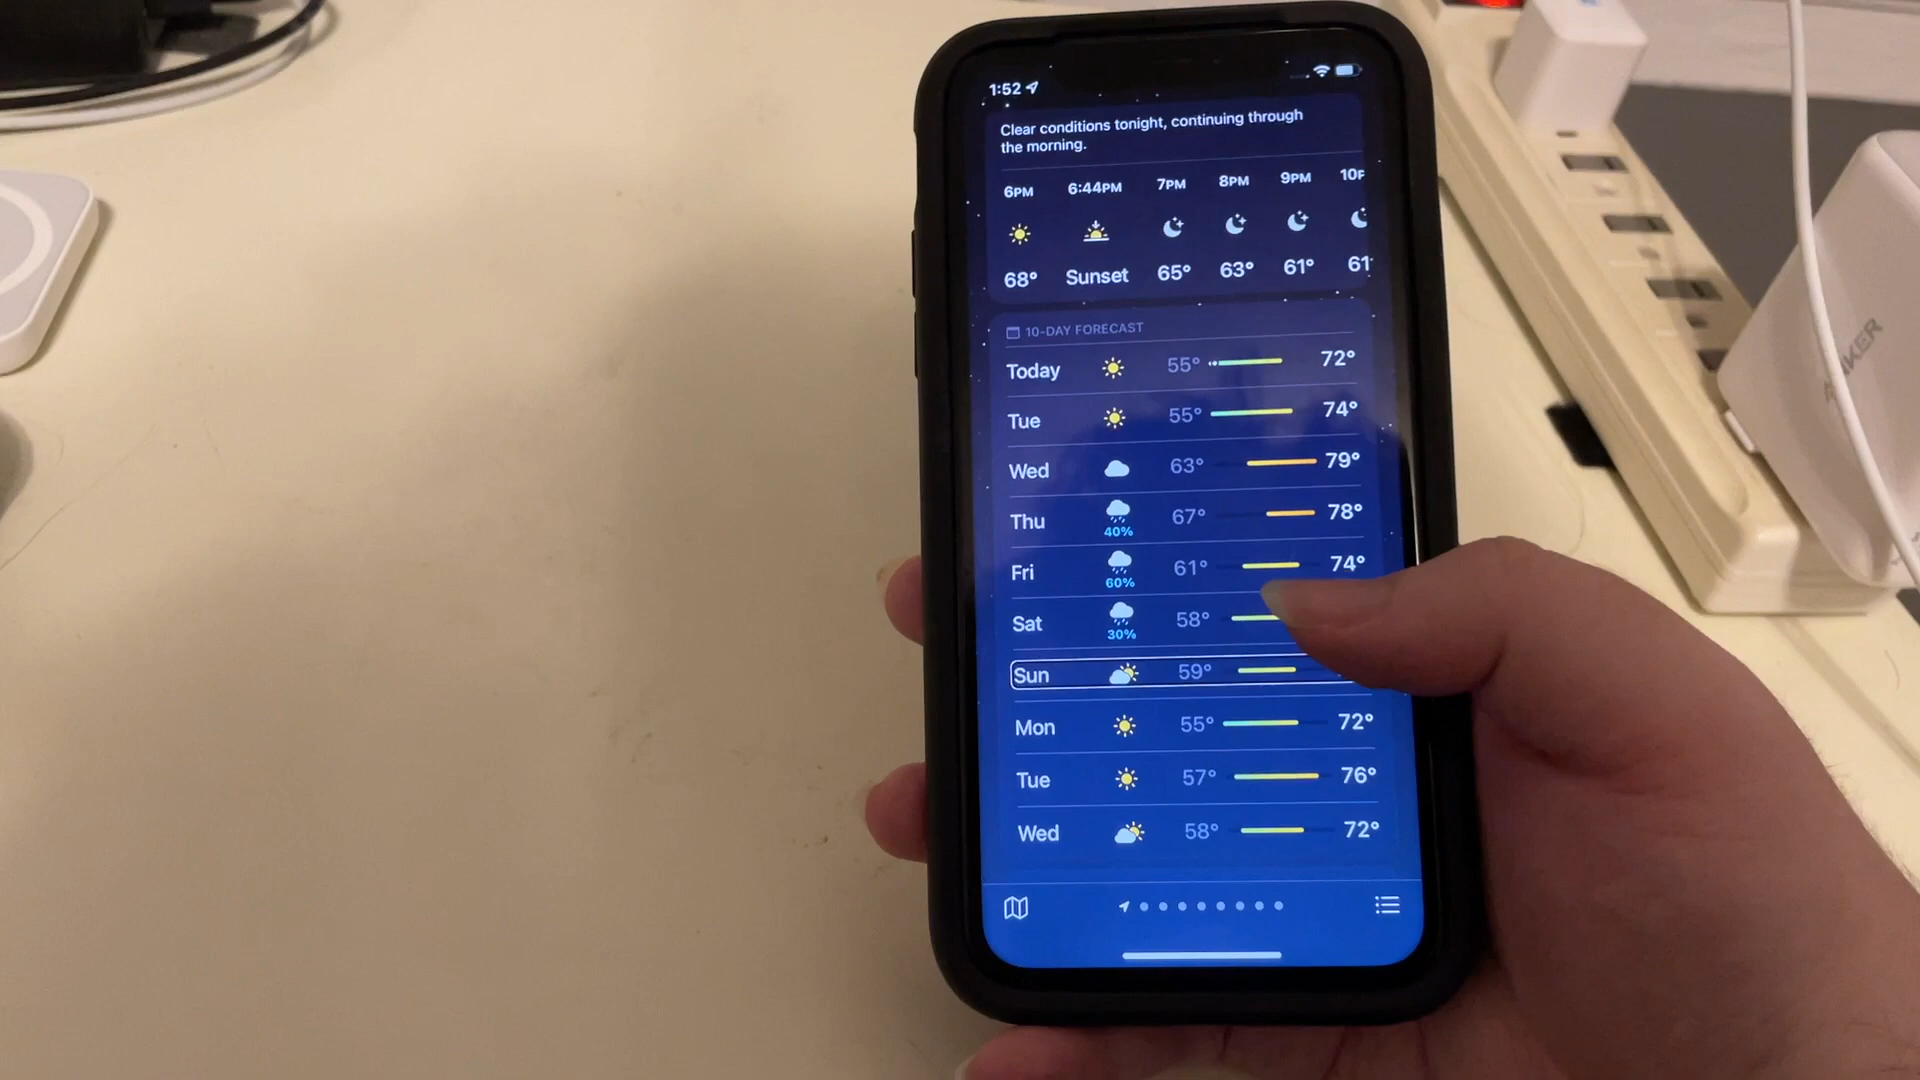 1:52
Clear conditions tonight, continuing through
the morning.
6PM 6:44PM 7PM 8PM 9PM
68° Sunset 65° 63° 61° 61
10-DAY FORECAST
Today 55° 72°
Tue 55° 74°
Wed 63° 79°
Thu 40% 67° 78°
Fri 60% 61° 74°
Sat 30% 58°
Sun 59°
Mon 55° 72°
Tue 57° 76°
Wed 58° 72°
ANKER